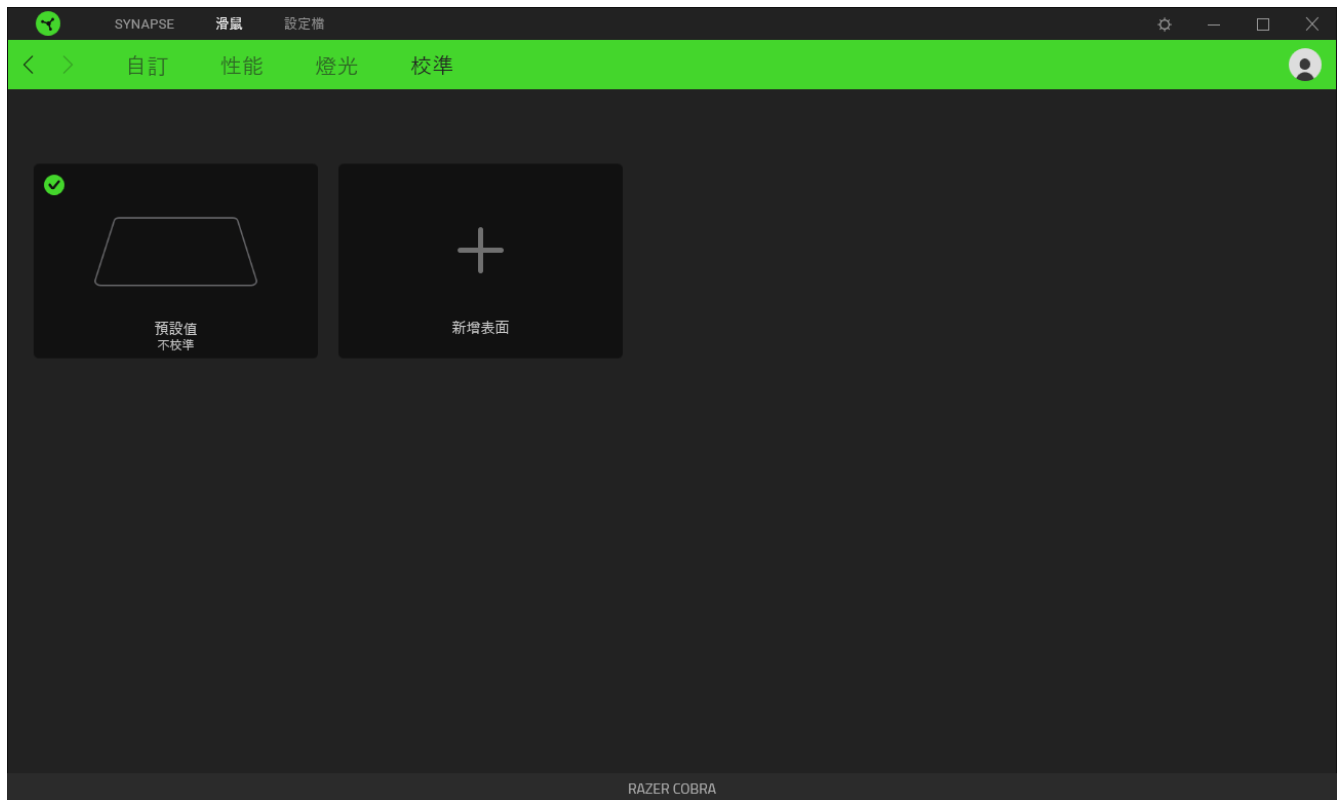 SYNAPSE 滑鼠 設定檔
自訂 性能 燈光 校準
預設值
不校準
新增表面
RAZER COBRA